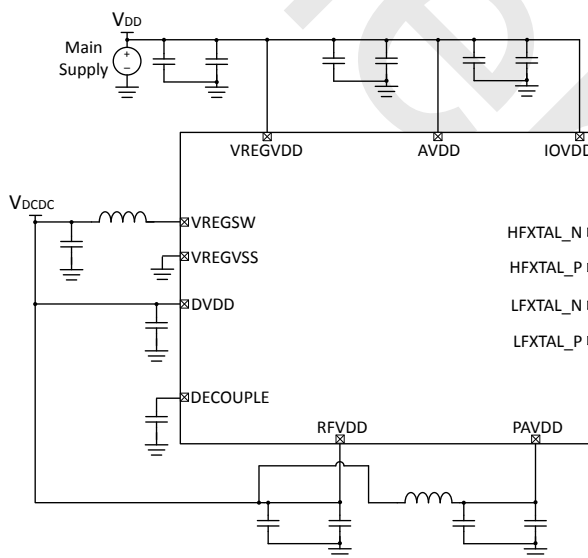 VDD
Main
Supply
VREGVDD
AVDD
IOVDD
VDCDC
VREGSW
HFXTAL_N
VREGVSS
HFXTAL_P
DVDD
LFXTAL_N
LFXTAL_P
DECOUPLE
RFVDD
PAVDD